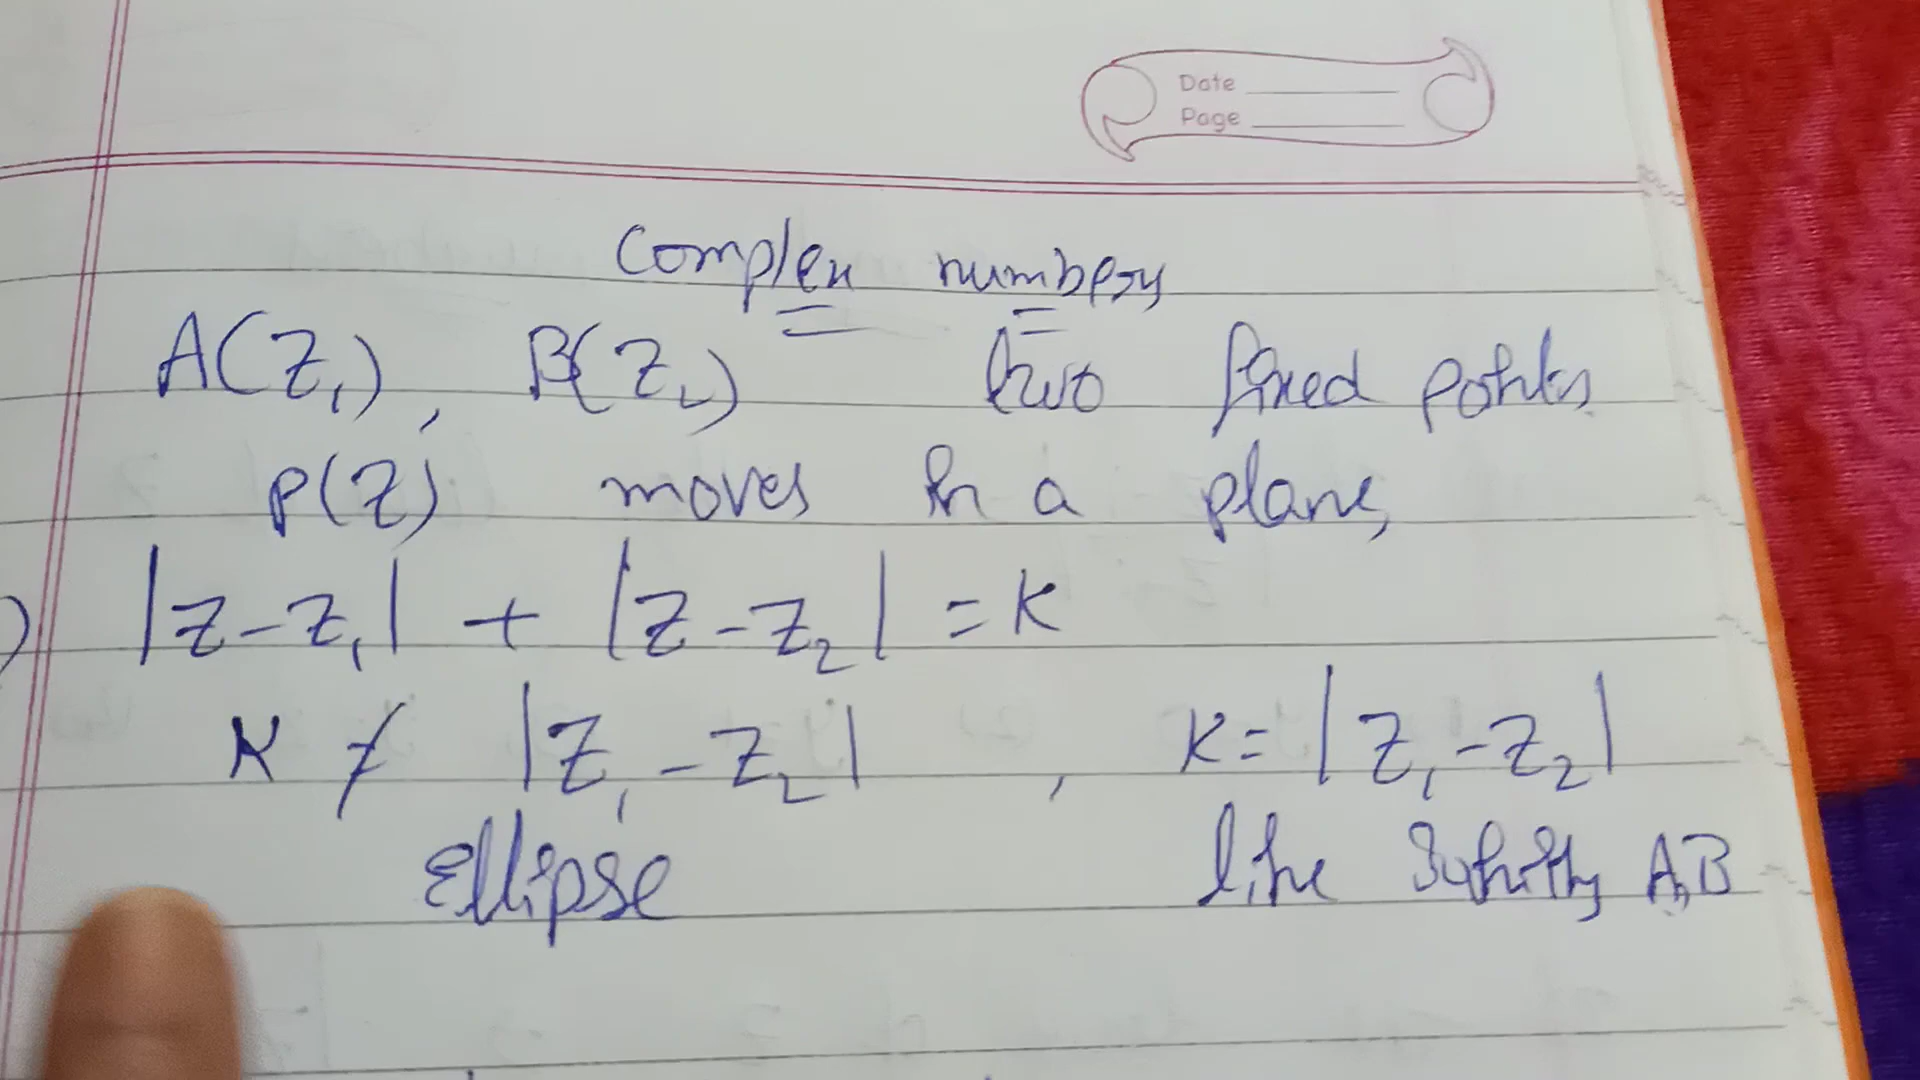 Date
Page
Complex numbers
A(Z₁), B(Z₂) two fixed points
P(Z) moves in a plane,
) |Z-Z₁| + |Z-Z₂| = K
K ≠ |Z₁-Z₂| , K = |Z₁-Z₂|
Ellipse line A,B